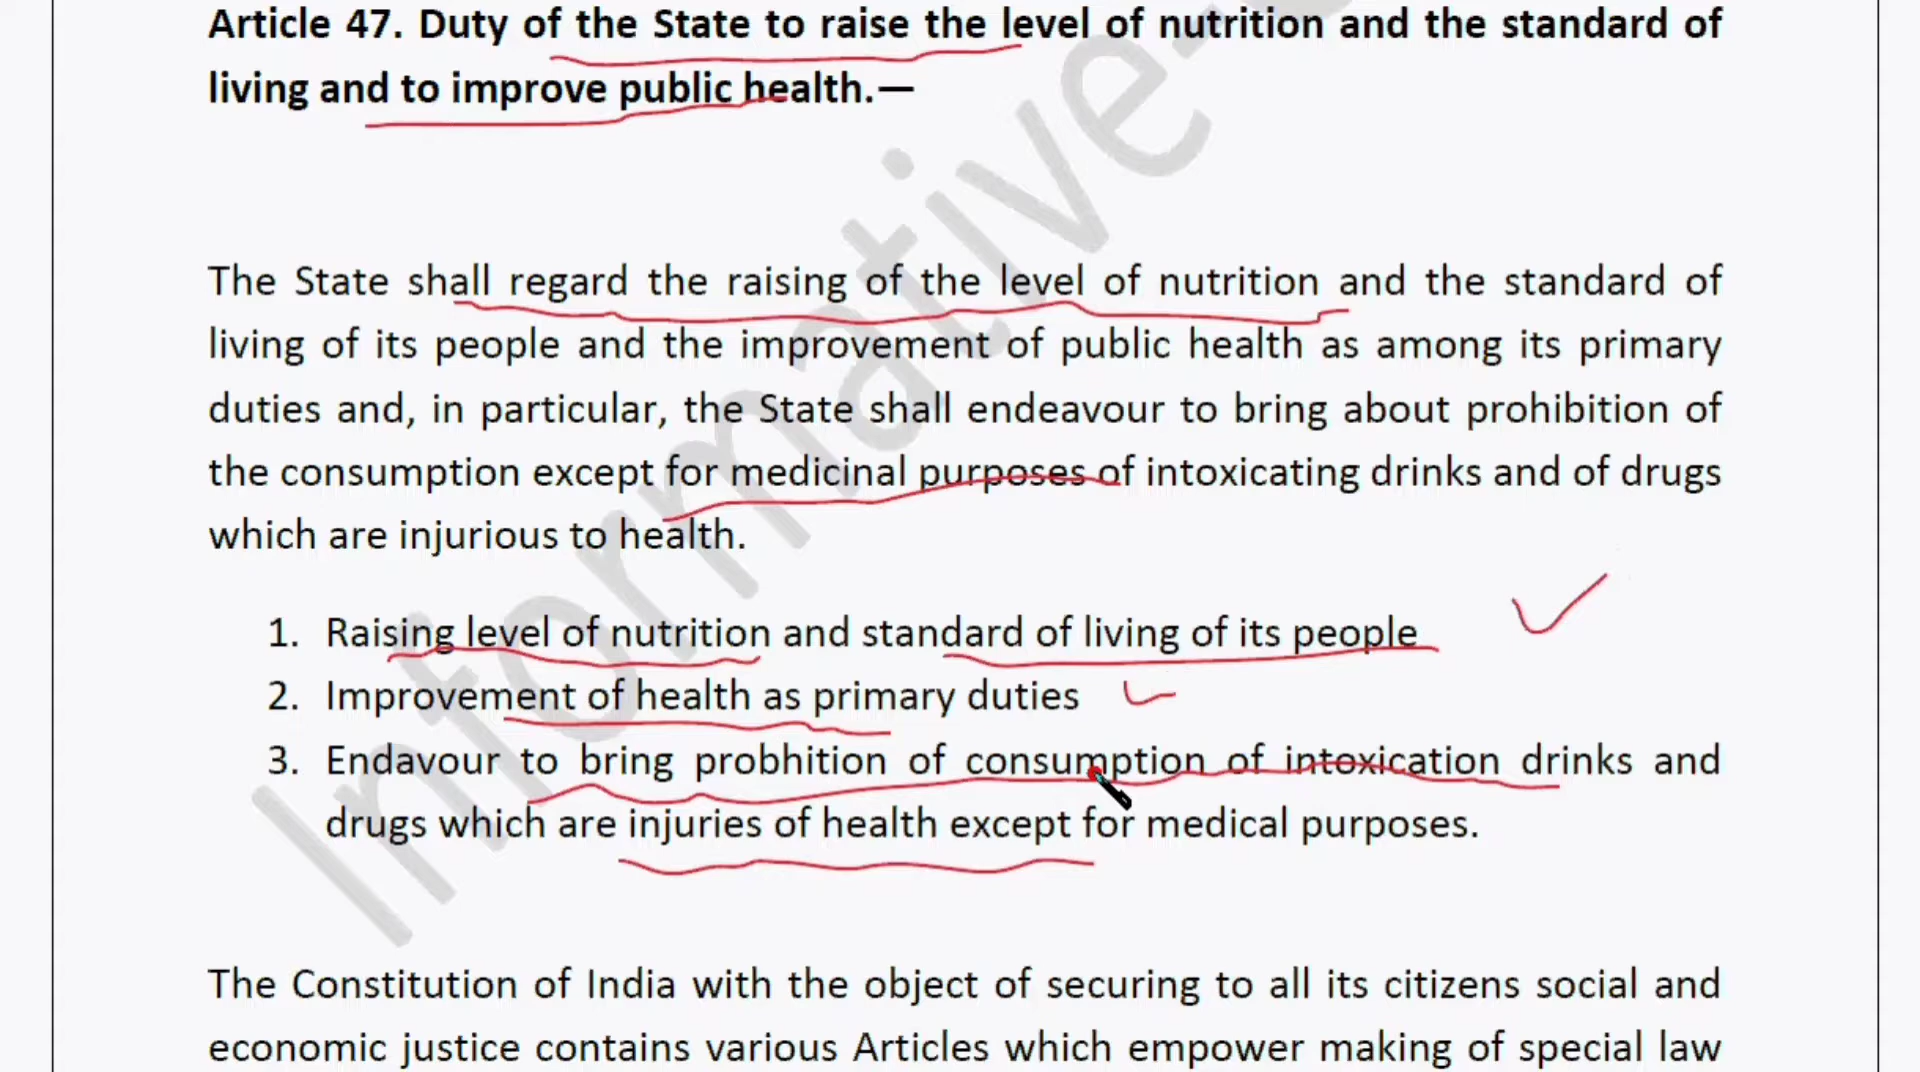 Article 47. Duty of the State to raise the level of nutrition and the standard of
living and to improve public health.—
The State shall regard the raising of the level of nutrition and the standard of
living of its people and the improvement of public health as among its primary
duties and, in particular, the State shall endeavour to bring about prohibition of
the consumption except for medicinal purposes of intoxicating drinks and of drugs
which are injurious to health.
1. Raising level of nutrition and standard of living of its people
2. Improvement of health as primary duties
3. Endavour to bring probhition of consumption of intoxication drinks and
drugs which are injuries of health except for medical purposes.
The Constitution of India with the object of securing to all its citizens social and
economic justice contains various Articles which empower making of special law
Informative-